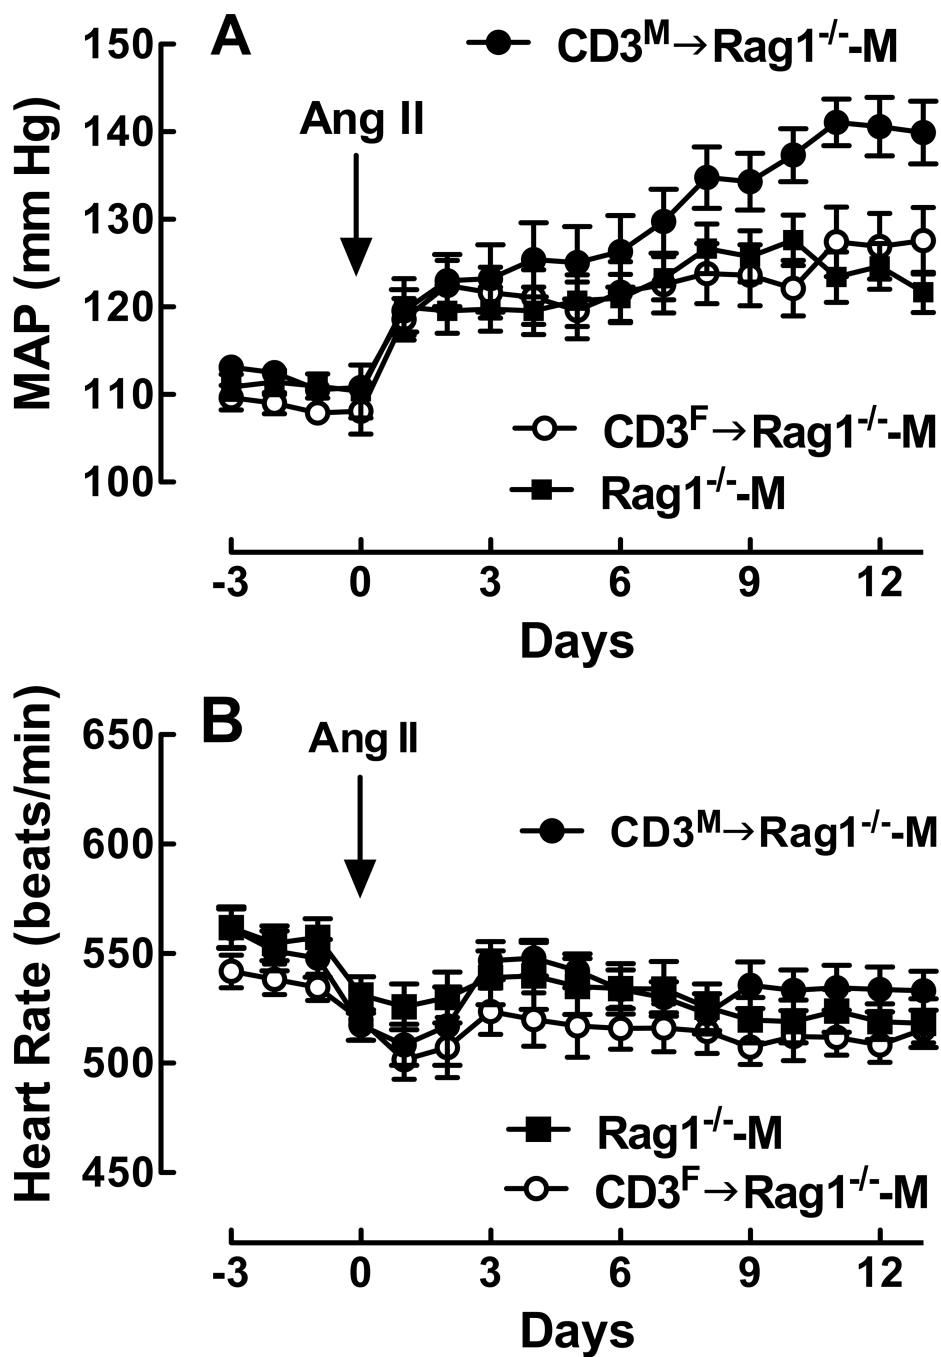 A
CD3ᴹ→Rag1⁻/⁻-M
Ang II
MAP (mm Hg)
150
140
130
120
110
100
CD3ꟳ→Rag1⁻/⁻-M
Rag1⁻/⁻-M
-3 0 3 6 9 12
Days
B
Ang II
Heart Rate (beats/min)
650
600
550
500
450
CD3ᴹ→Rag1⁻/⁻-M
Rag1⁻/⁻-M
CD3ꟳ→Rag1⁻/⁻-M
-3 0 3 6 9 12
Days